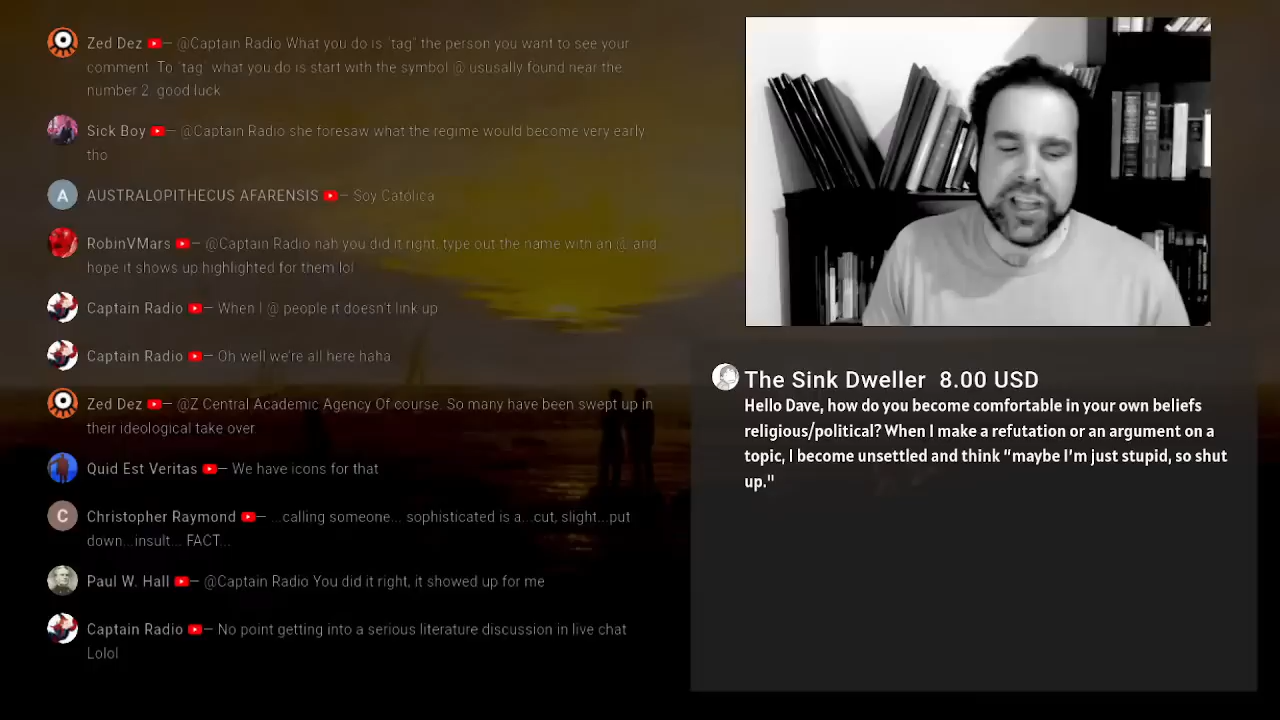 Zed Dez — @Captain Radio What you do is `tag" the person you want to see your
comment. To `tag` what you do is start with the symbol @ ususally found near the
number 2. good luck
Sick Boy — @Captain Radio she foresaw what the regime would become very early
tho
A AUSTRALOPITHECUS AFARENSIS — Soy Católica
RobinVMars — @Captain Radio nah you did it right, type out the name with an @ and
hope it shows up highlighted for them lol
Captain Radio — When I @ people it doesn't link up
Captain Radio — Oh well we're all here haha
Zed Dez — @Z Central Academic Agency Of course. So many have been swept up in
their ideological take over.
Quid Est Veritas — We have icons for that
C Christopher Raymond — ...calling someone... sophisticated is a...cut, slight...put
down...insult... FACT...
Paul W. Hall — @Captain Radio You did it right, it showed up for me
Captain Radio — No point getting into a serious literature discussion in live chat
Lolol
The Sink Dweller 8.00 USD
Hello Dave, how do you become comfortable in your own beliefs
religious/political? When I make a refutation or an argument on a
topic, I become unsettled and think “maybe I’m just stupid, so shut
up."